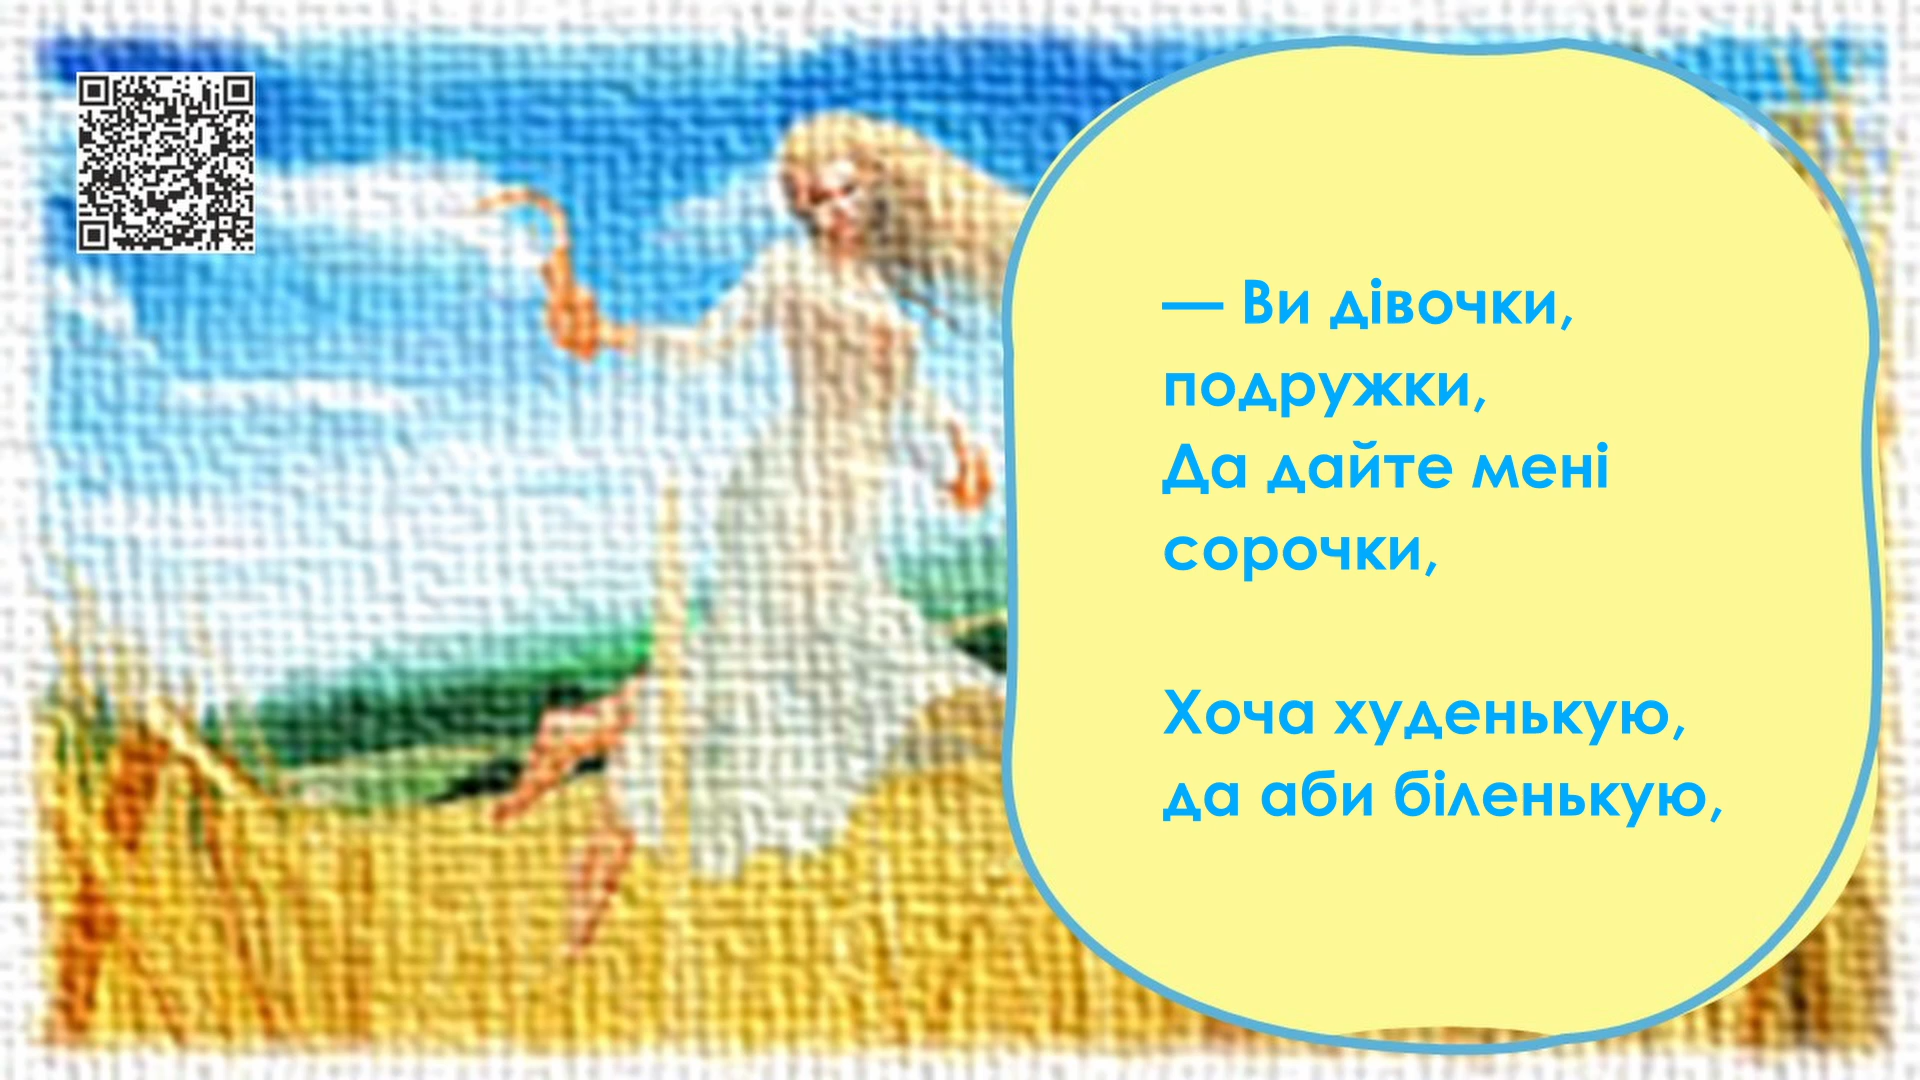 — Ви дівочки,
подружки,
Да дайте мені
сорочки,
Хоча худенькую,
да аби біленькую,